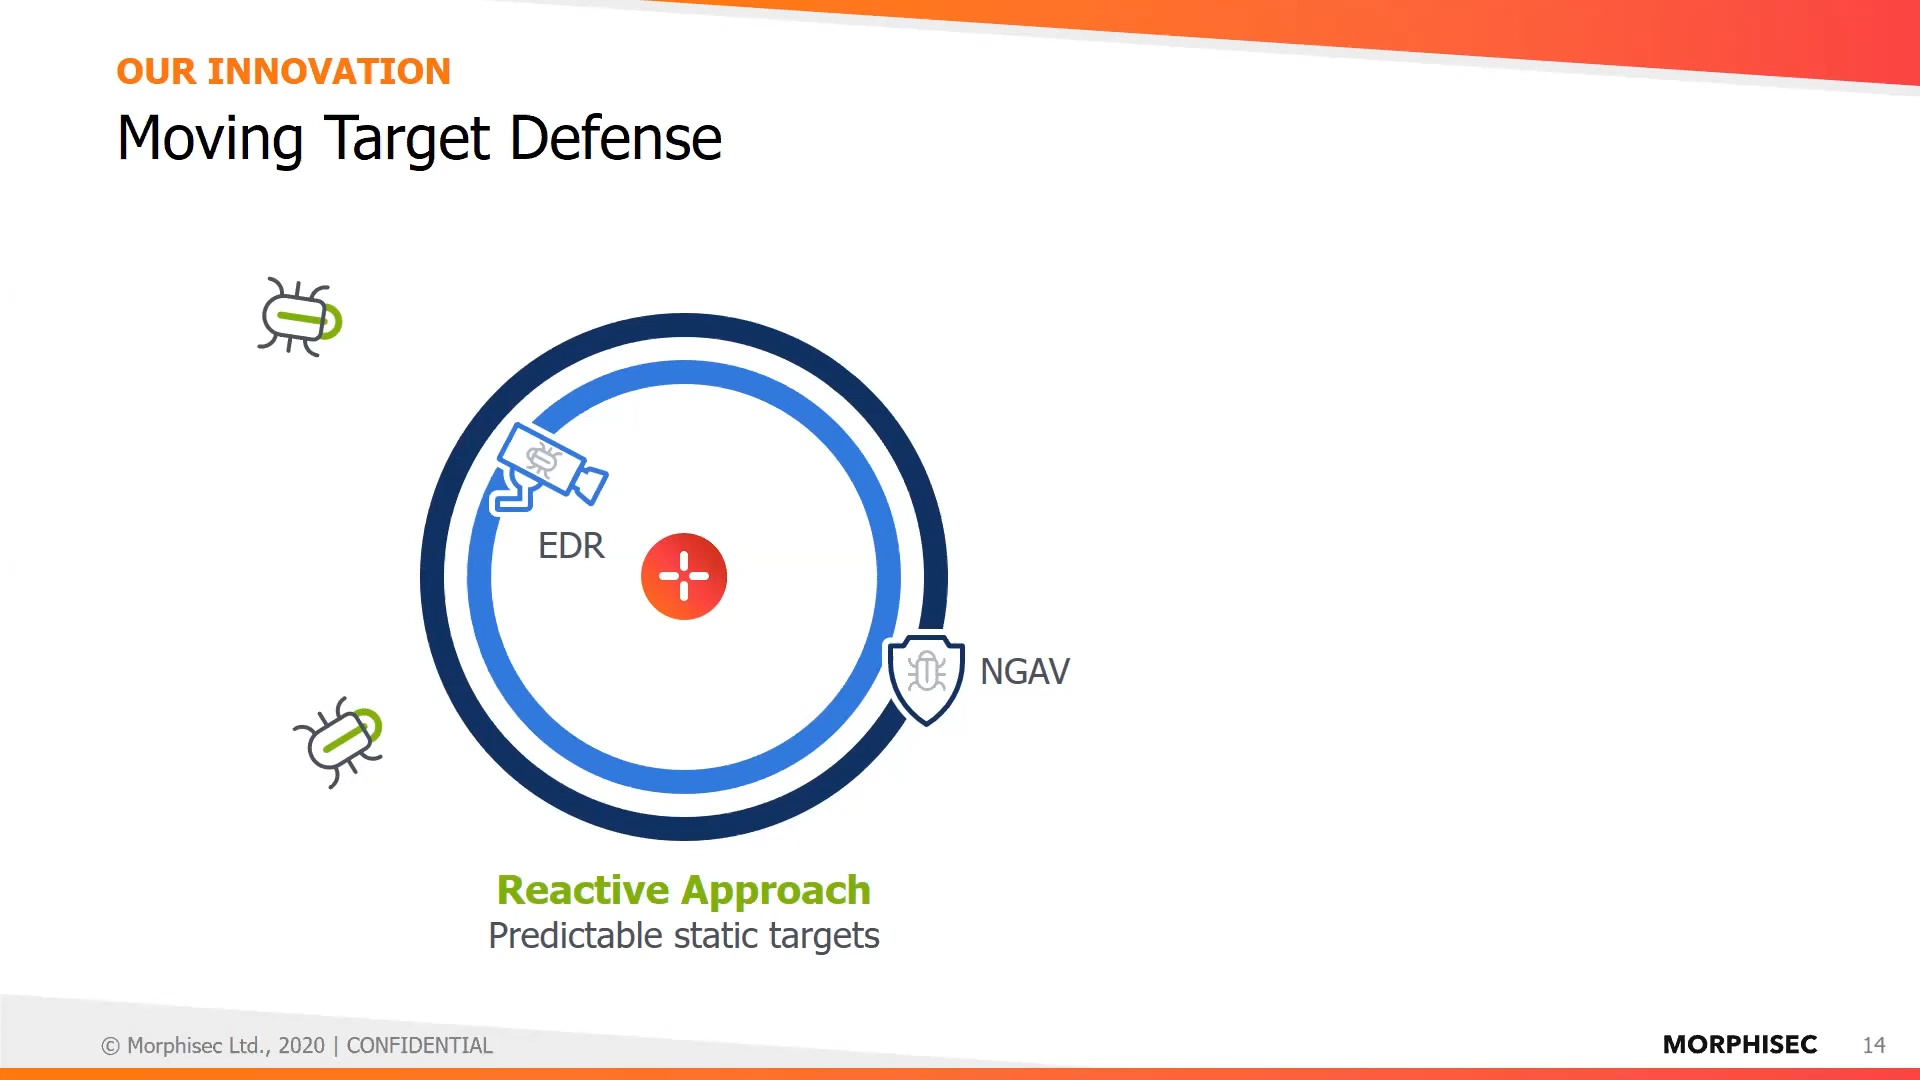 OUR INNOVATION
Moving Target Defense
EDR
NGAV
Reactive Approach
Predictable static targets
© Morphisec Ltd., 2020 | CONFIDENTIAL
MORPHISEC
14